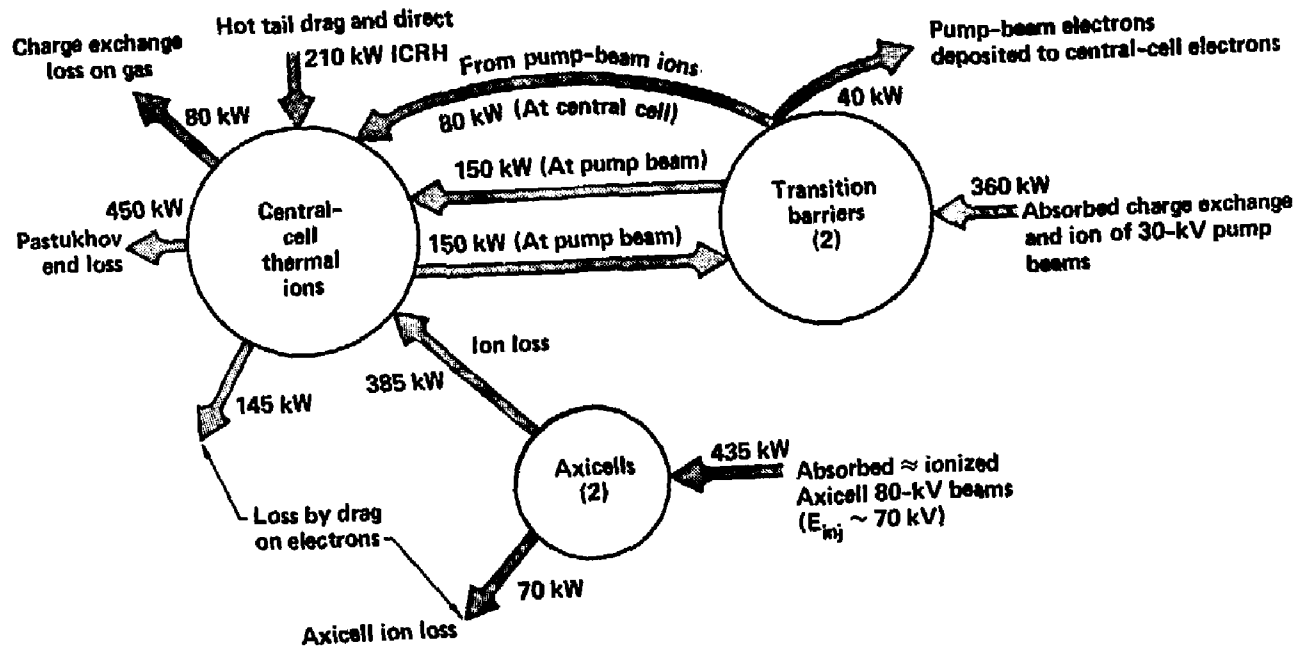 Hot tail drag and direct
210 kW ICRH
Charge exchange
loss on gas
80 kW
From pump-beam ions
80 kW (At central cell)
Pump-beam electrons
deposited to central-cell electrons
40 kW
150 kW (At pump beam)
150 kW (At pump beam)
450 kW
Pastukhov
end loss
Central-
cell
thermal
ions
Transition
barriers
(2)
360 kW
Absorbed charge exchange
and ion of 30-kV pump
beams
Ion loss
385 kW
145 kW
Axicells
(2)
435 kW
Absorbed ≈ ionized
Axicell 80-kV beams
(Einj ~ 70 kV)
Loss by drag
on electrons
70 kW
Axicell ion loss